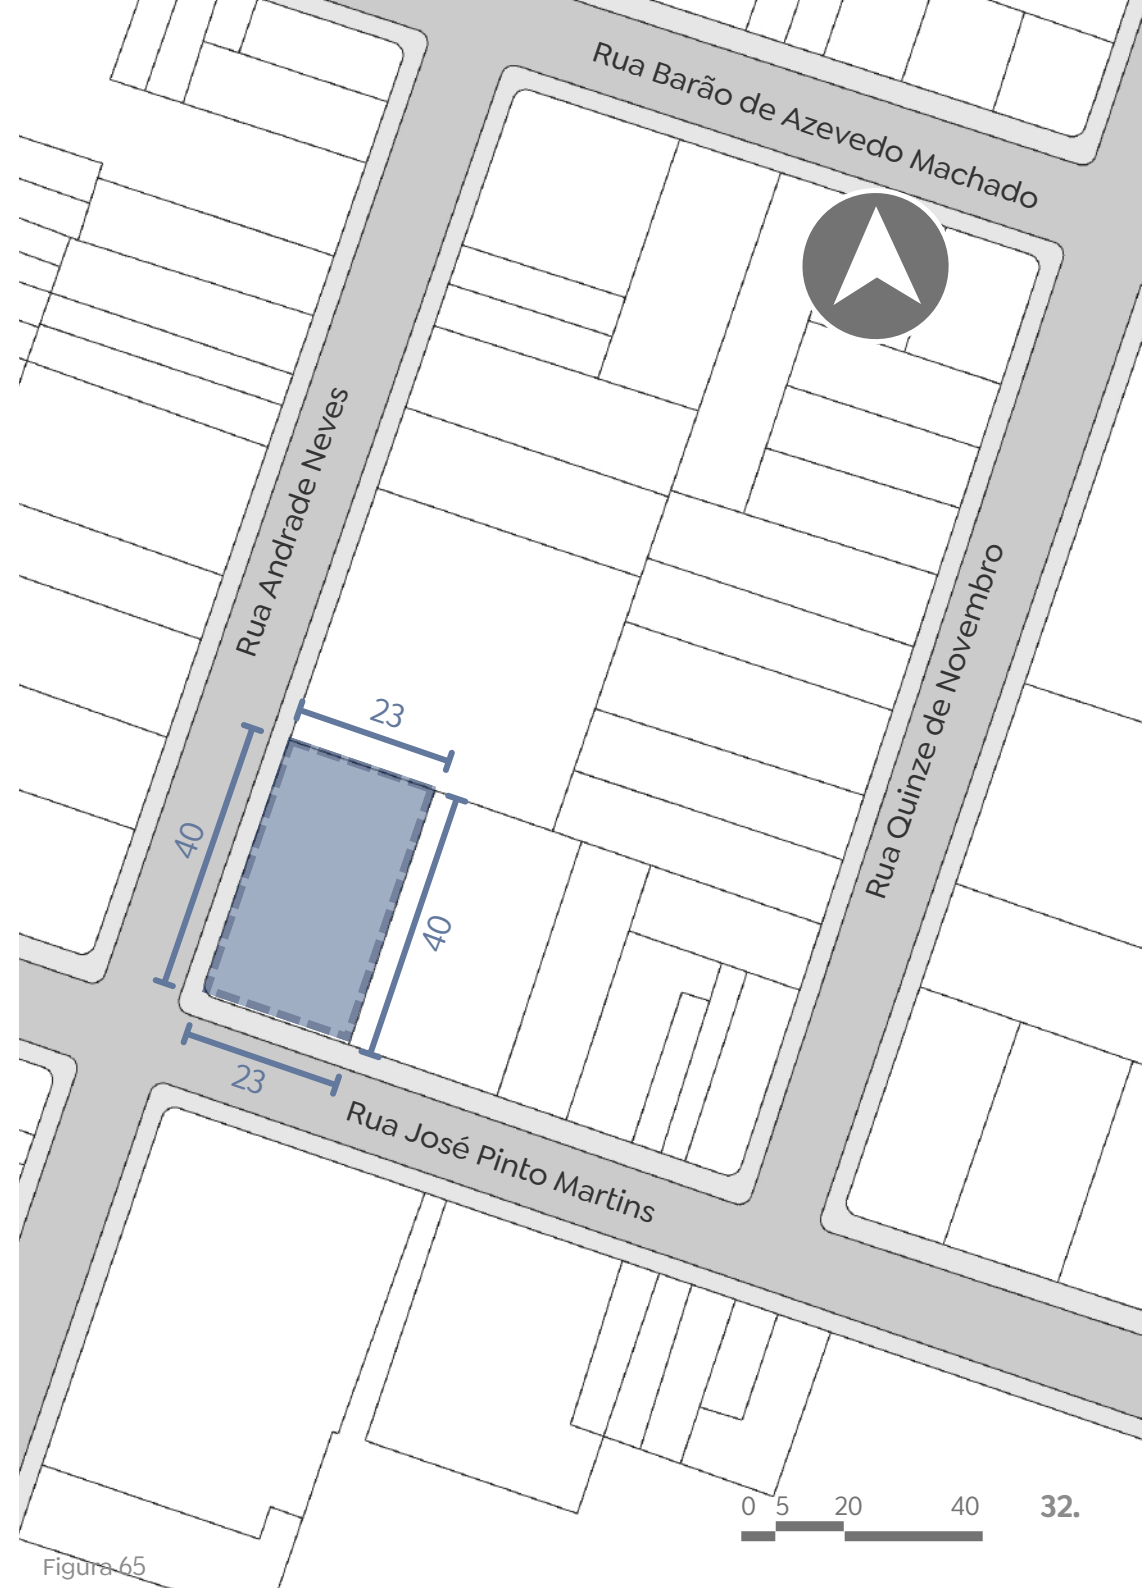 Rua Barão de Azevedo Machado
Rua Andrade Neves
Rua Quinze de Novembro
23
40
40
23
Rua José Pinto Martins
0 5 20 40
32.
Figura 65